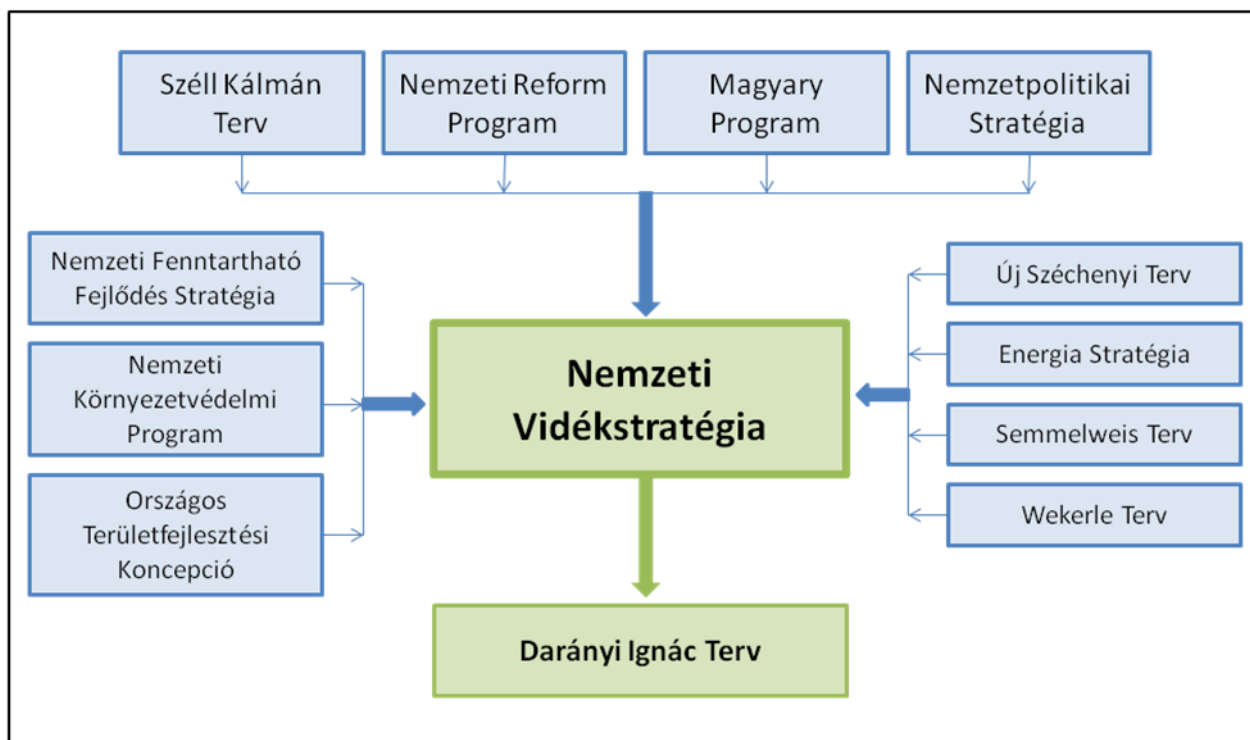 Széll Kálmán
Terv
Nemzeti Reform
Program
Magyary
Program
Nemzetpolitikai
Stratégia
Nemzeti Fenntartható
Fejlődés Stratégia
Nemzeti
Környezetvédelmi
Program
Országos
Területfejlesztési
Koncepció
Nemzeti
Vidékstratégia
Új Széchenyi Terv
Energia Stratégia
Semmelweis Terv
Wekerle Terv
Darányi Ignác Terv